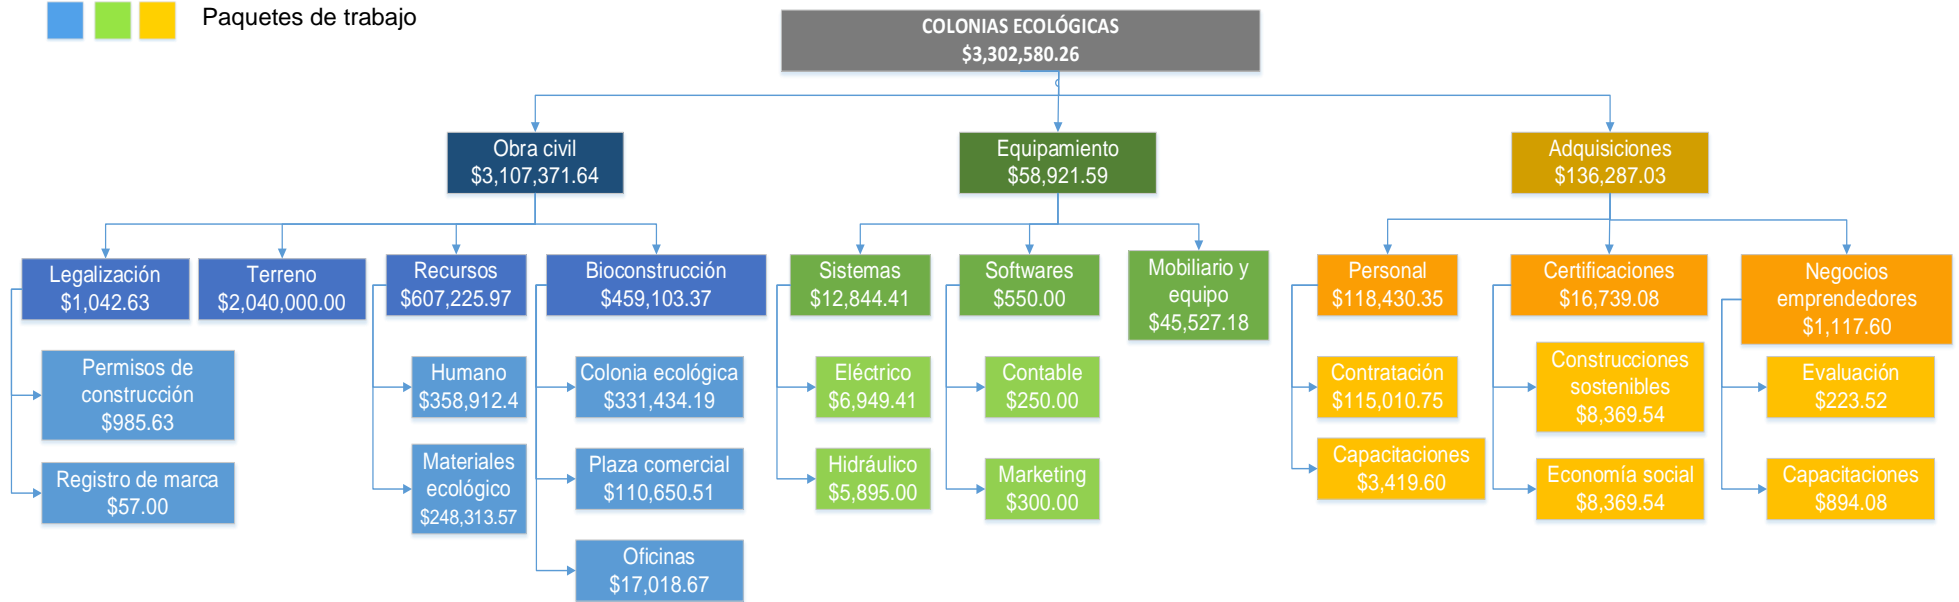 Paquetes de trabajo
COLONIAS ECOLÓGICAS
$3,302,580.26
Obra civil
$3,107,371.64
Equipamiento
$58,921.59
Adquisiciones
$136,287.03
Legalización
$1,042.63
Terreno
$2,040,000.00
Recursos
$607,225.97
Bioconstrucción
$459,103.37
Sistemas
$12,844.41
Softwares
$550.00
Mobiliario y
equipo
$45,527.18
Personal
$118,430.35
Certificaciones
$16,739.08
Negocios
emprendedores
$1,117.60
Permisos de
construcción
$985.63
Humano
$358,912.4
Colonia ecológica
$331,434.19
Eléctrico
$6,949.41
Contable
$250.00
Contratación
$115,010.75
Construcciones
sostenibles
$8,369.54
Evaluación
$223.52
Registro de marca
$57.00
Materiales
ecológico
$248,313.57
Plaza comercial
$110,650.51
Hidráulico
$5,895.00
Marketing
$300.00
Capacitaciones
$3,419.60
Economía social
$8,369.54
Capacitaciones
$894.08
Oficinas
$17,018.67